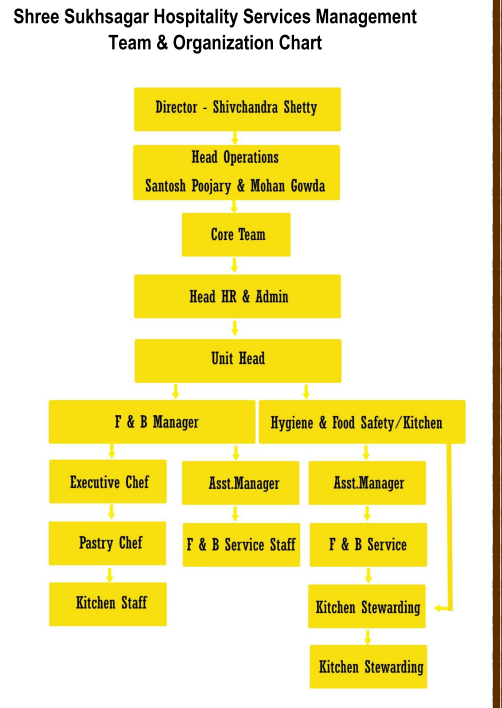 Shree Sukhsagar Hospitality Services Management
Team & Organization Chart
Director - Shivchandra Shetty
Head Operations
Santosh Poojary & Mohan Gowda
Core Team
Head HR & Admin
Unit Head
F & B Manager
Hygiene & Food Safety/Kitchen
Executive Chef
Asst.Manager
Asst.Manager
Pastry Chef
F & B Service Staff
F & B Service
Kitchen Staff
Kitchen Stewarding
Kitchen Stewarding